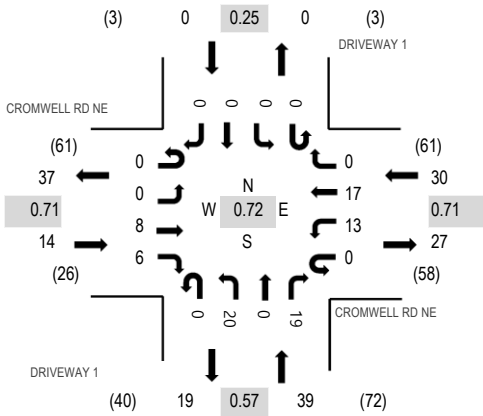 (3) 0 0.25 0 (3)
DRIVEWAY 1
0 0 0 0
CROMWELL RD NE
(61) 0 0 (61)
37 0 N 17 30
0.71 W 0.72 E 0.71
14 8 S 13 27
(26) 6 0 (58)
0 20 0 19
CROMWELL RD NE
DRIVEWAY 1
(40) 19 0.57 39 (72)